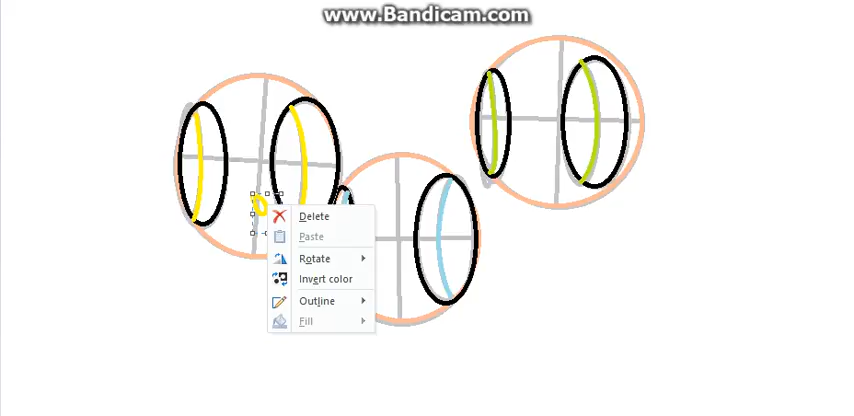 www.Bandicam.com
Delete
Paste
Rotate
Invert color
Outline
Fill